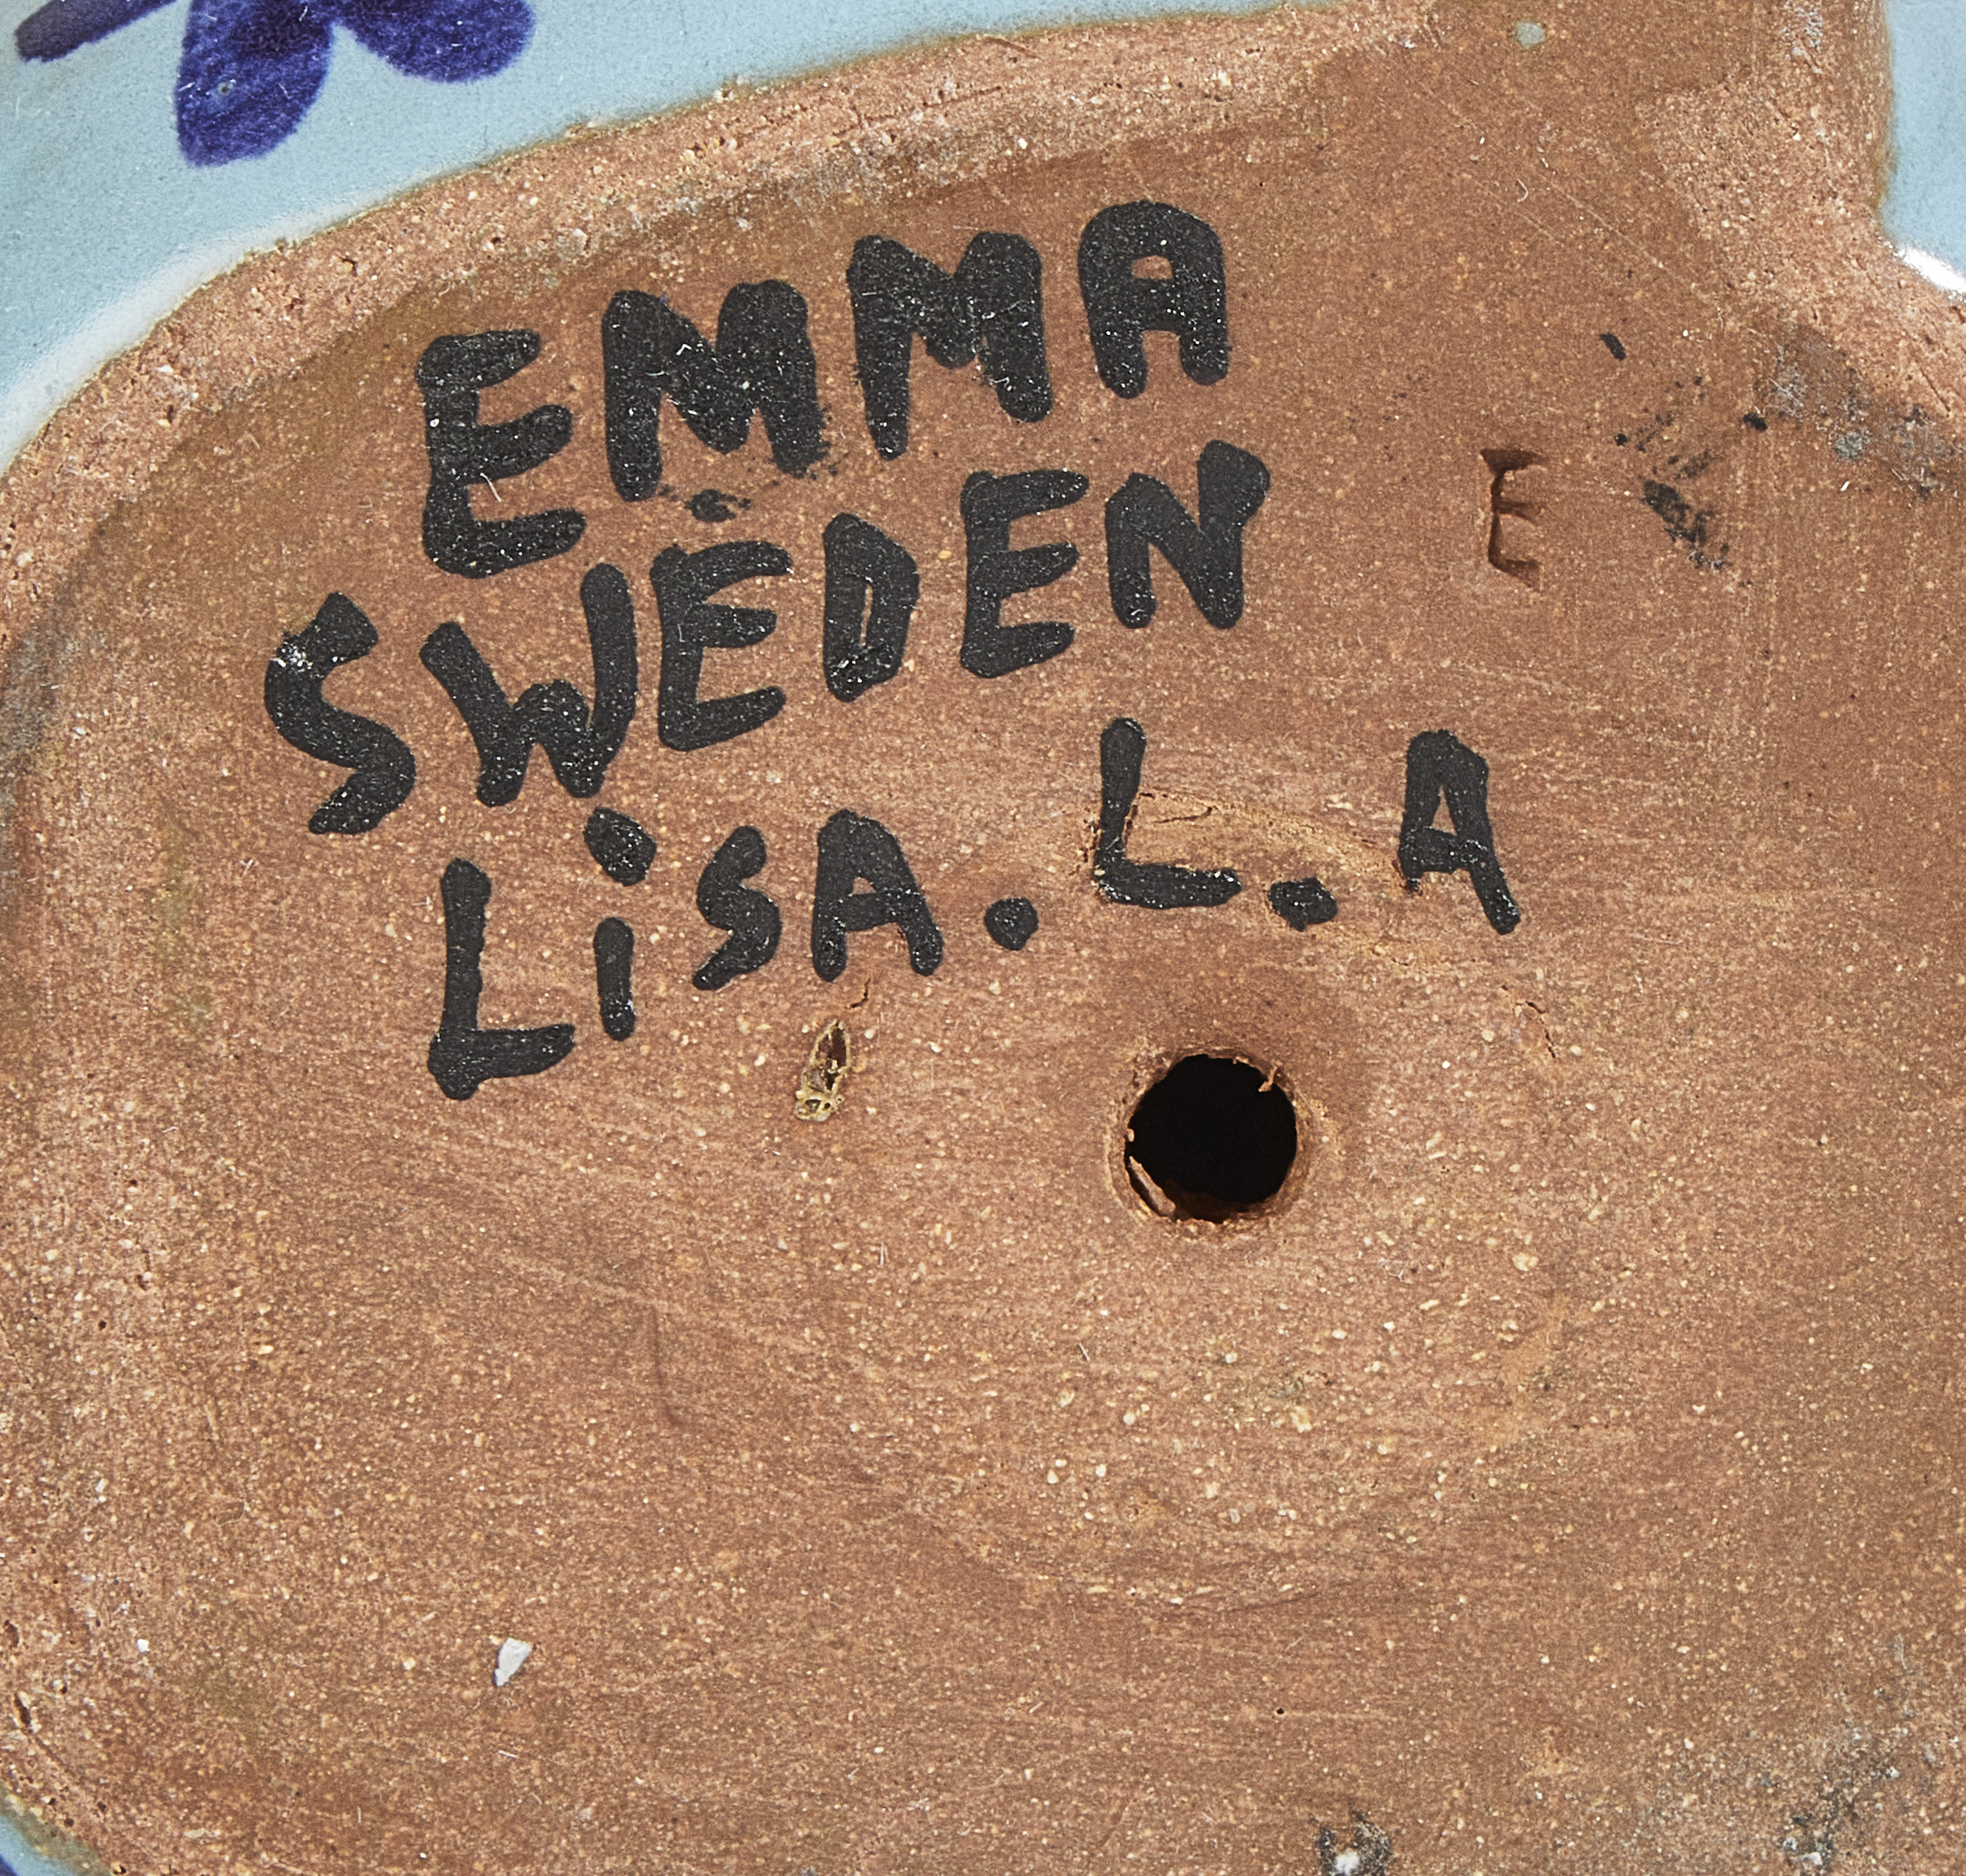 EMMA
SWEDEN
LiSA. L. A
E